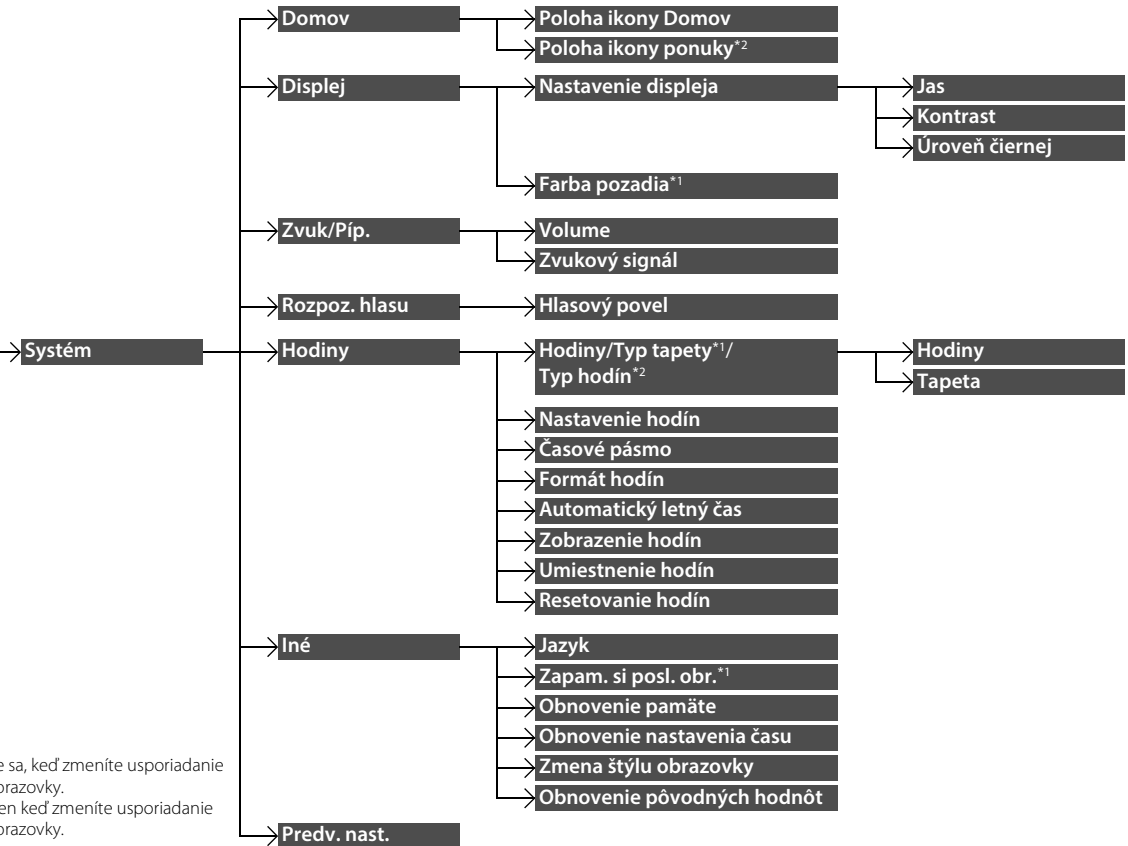 Domov
Poloha ikony Domov
Poloha ikony ponuky*2
Displej
Nastavenie displeja
Jas
Kontrast
Úroveň čiernej
Farba pozadia*1
Zvuk/Píp.
Volume
Zvukový signál
Rozpoz. hlasu
Hlasový povel
Systém
Hodiny
Hodiny/Typ tapety*1/
Typ hodín*2
Hodiny
Tapeta
Nastavenie hodín
Časové pásmo
Formát hodín
Automatický letný čas
Zobrazenie hodín
Umiestnenie hodín
Resetovanie hodín
Iné
Jazyk
Zapam. si posl. obr.*1
Obnovenie pamäte
Obnovenie nastavenia času
Zmena štýlu obrazovky
Obnovenie pôvodných hodnôt
sa, keď zmeníte usporiadanie
keď zmeníte usporiadanie
Predv. nast.